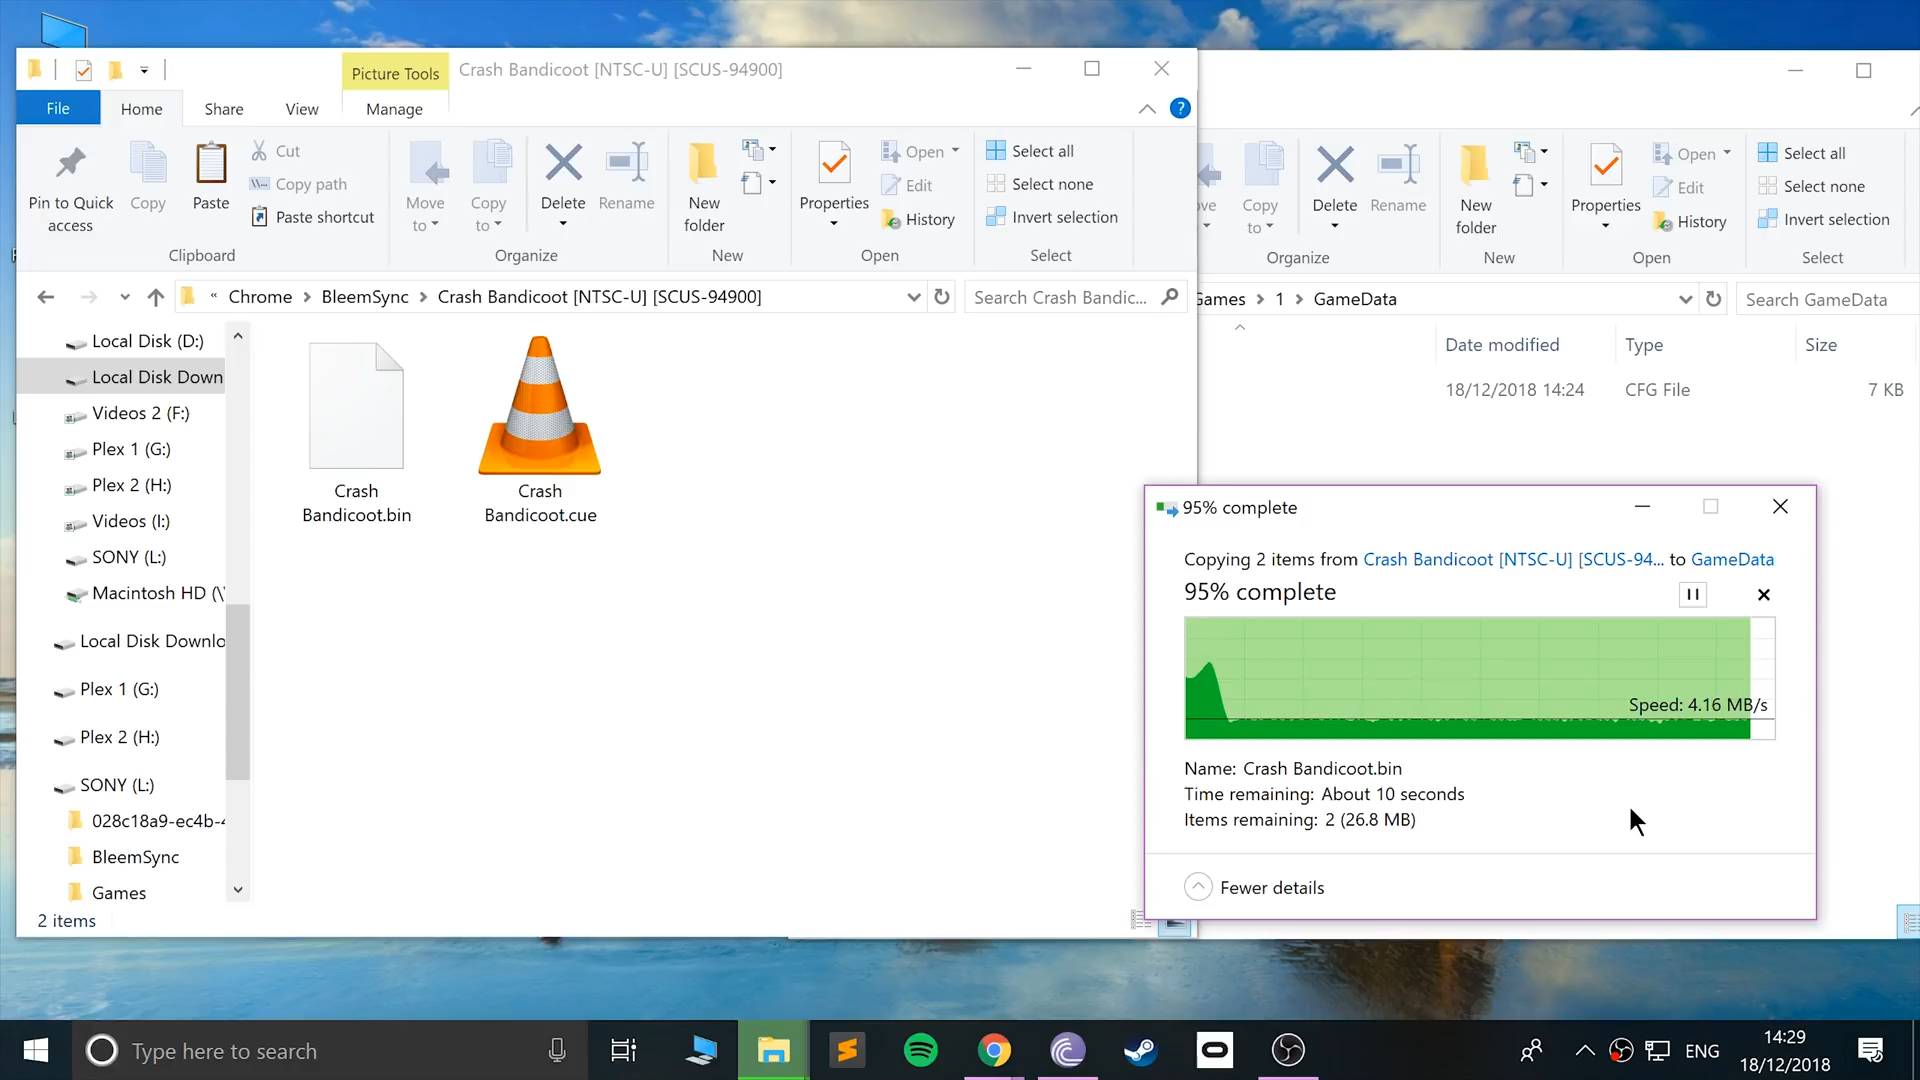 Picture Tools
Crash Bandicoot [NTSC-U] [SCUS-94900]
File
Home
Share
View
Manage
?
Pin to Quick
access
Copy
Paste
Cut
Copy path
Paste shortcut
Clipboard
Move
to
Copy
to
Delete
Rename
Organize
New
folder
New
Properties
Open
Edit
History
Open
Select all
Select none
Invert selection
Select
Copy
to
Delete
Rename
Organize
New
folder
New
Properties
Open
Edit
History
Open
Select all
Select none
Invert selection
Select
« Chrome > BleemSync > Crash Bandicoot [NTSC-U] [SCUS-94900]
Search Crash Bandic...
Games > 1 > GameData
Search GameData
Local Disk (D:)
Local Disk Down
Videos 2 (F:)
Plex 1 (G:)
Plex 2 (H:)
Videos (I:)
SONY (L:)
Macintosh HD (\
Local Disk Downlo
Plex 1 (G:)
Plex 2 (H:)
SONY (L:)
028c18a9-ec4b-4
BleemSync
Games
2 items
Crash
Bandicoot.bin
Crash
Bandicoot.cue
Date modified
Type
Size
18/12/2018 14:24
CFG File
7 KB
95% complete
Copying 2 items from Crash Bandicoot [NTSC-U] [SCUS-94... to GameData
95% complete
Speed: 4.16 MB/s
Name: Crash Bandicoot.bin
Time remaining: About 10 seconds
Items remaining: 2 (26.8 MB)
Fewer details
Type here to search
ENG
14:29
18/12/2018